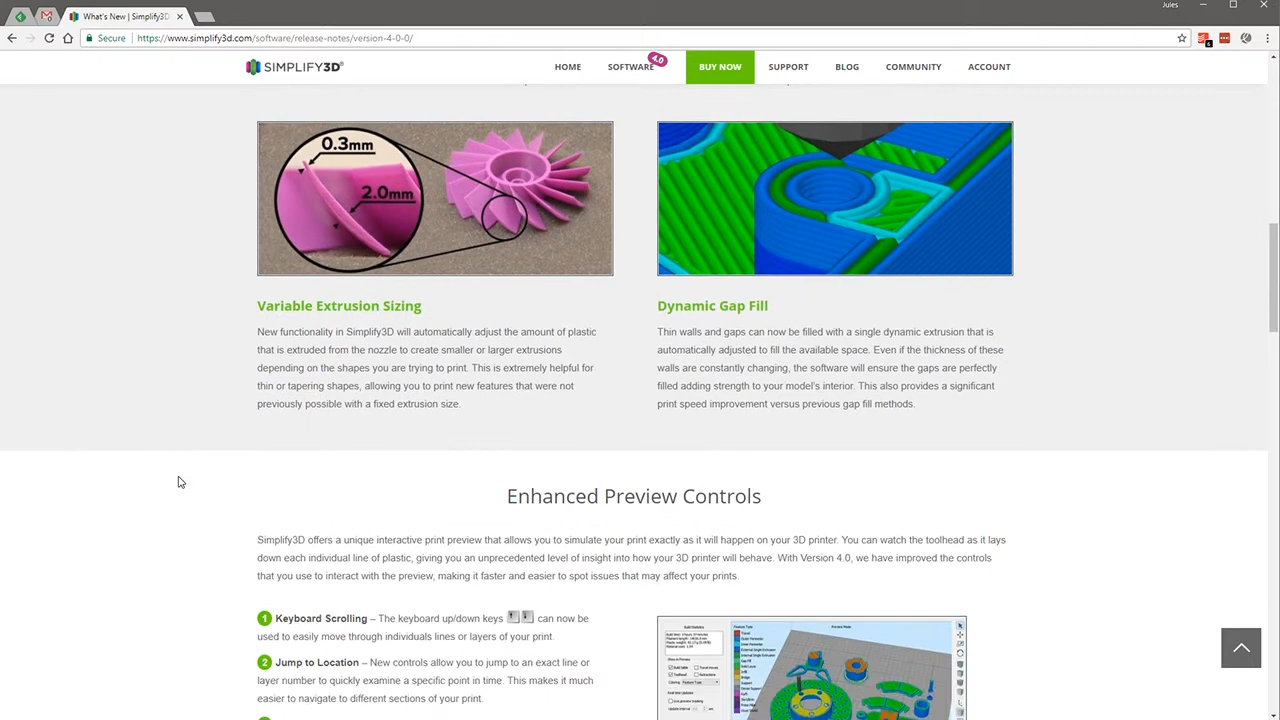 Jules
What's New | Simplify3D
Secure
https://www.simplify3d.com/software/release-notes/version-4-0-0/
SIMPLIFY3D®
HOME
SOFTWARE
4.0
BUY NOW
SUPPORT
BLOG
COMMUNITY
ACCOUNT
0.3mm
2.0mm
Variable Extrusion Sizing
New functionality in Simplify3D will automatically adjust the amount of plastic
that is extruded from the nozzle to create smaller or larger extrusions
depending on the shapes you are trying to print. This is extremely helpful for
thin or tapering shapes, allowing you to print new features that were not
previously possible with a fixed extrusion size.
Dynamic Gap Fill
Thin walls and gaps can now be filled with a single dynamic extrusion that is
automatically adjusted to fill the available space. Even if the thickness of these
walls are constantly changing, the software will ensure the gaps are perfectly
filled adding strength to your model's interior. This also provides a significant
print speed improvement versus previous gap fill methods.
Enhanced Preview Controls
Simplify3D offers a unique interactive print preview that allows you to simulate your print exactly as it will happen on your 3D printer. You can watch the toolhead as it lays
down each individual line of plastic, giving you an unprecedented level of insight into how your 3D printer will behave. With Version 4.0, we have improved the controls
that you use to interact with the preview, making it faster and easier to spot issues that may affect your prints.
1 Keyboard Scrolling – The keyboard up/down keys can now be
used to easily move through individuals lines or layers of your print.
2 Jump to Location – New controls allow you to jump to an exact line or
layer number to quickly examine a specific point in time. This makes it much
easier to navigate to different sections of your print.
Build Statistics
Feature Type
Preview Mode